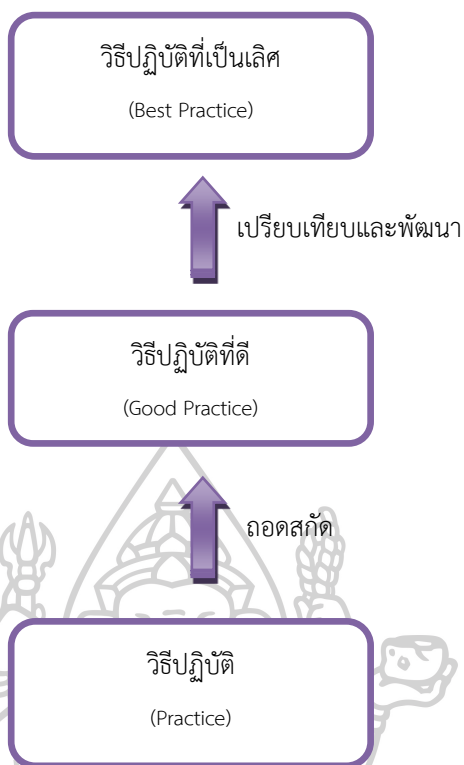 วิธีปฏิบัติที่เป็นเลิศ
(Best Practice)
เปรียบเทียบและพัฒนา
วิธีปฏิบัติที่ดี
(Good Practice)
ถอดสกัด
วิธีปฏิบัติ
(Practice)